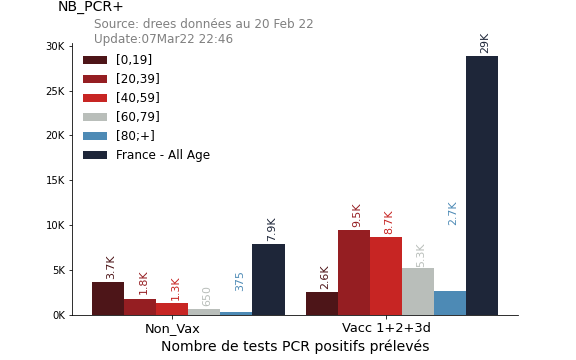 NB_PCR+
Source: drees données au 20 Feb 22
Update:07Mar22 22:46
30K
25K
20K
15K
10K
5K
0K
[0,19]
[20,39]
[40,59]
[60,79]
[80;+]
France - All Age
3.7K
1.8K
1.3K
650
375
7.9K
2.6K
9.5K
8.7K
5.3K
2.7K
29K
Non_Vax
Vacc 1+2+3d
Nombre de tests PCR positifs prélevés